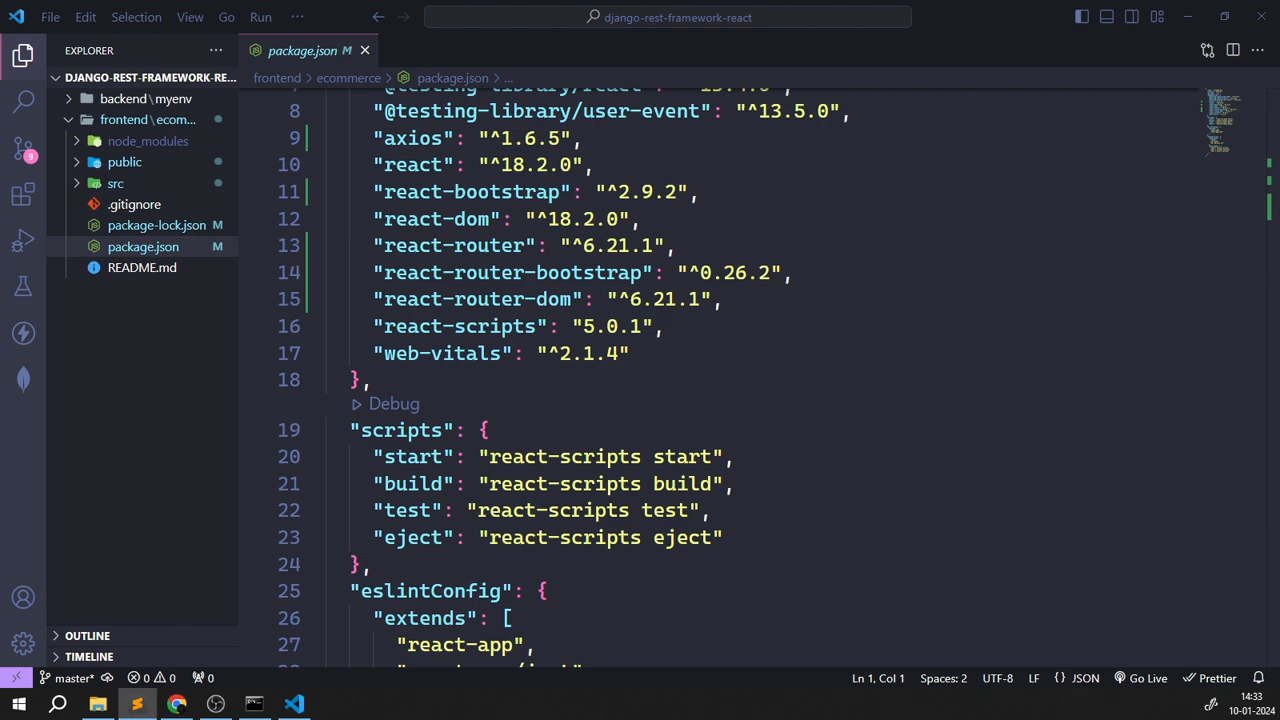 File Edit Selection View Go Run ··· django-rest-framework-react
EXPLORER ···
package.json M
DJANGO-REST-FRAMEWORK-RE...
frontend > ecommerce > package.json > ...
backend\myenv
frontend\ecom...
node_modules
public
src
.gitignore
package-lock.json M
package.json M
README.md
8 "@testing-library/user-event": "^13.5.0",
9 "axios": "^1.6.5",
10 "react": "^18.2.0",
11 "react-bootstrap": "^2.9.2",
12 "react-dom": "^18.2.0",
13 "react-router": "^6.21.1",
14 "react-router-bootstrap": "^0.26.2",
15 "react-router-dom": "^6.21.1",
16 "react-scripts": "5.0.1",
17 "web-vitals": "^2.1.4"
18 },
Debug
19 "scripts": {
20 "start": "react-scripts start",
21 "build": "react-scripts build",
22 "test": "react-scripts test",
23 "eject": "react-scripts eject"
24 },
25 "eslintConfig": {
26 "extends": [
27 "react-app",
9
OUTLINE
TIMELINE
master* 0 0 0 Ln 1, Col 1 Spaces: 2 UTF-8 LF {} JSON Go Live Prettier
14:33
10-01-2024